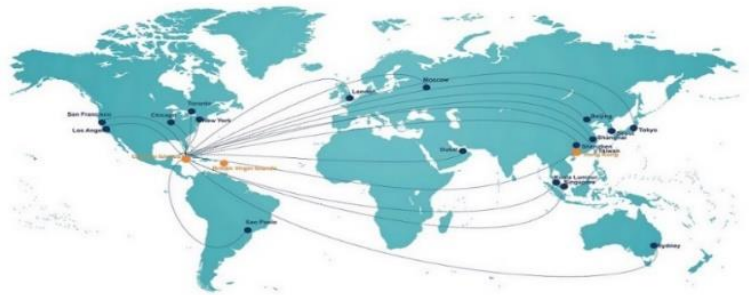 Moscow
London
Toronto
San Francisco
Chicago
New York
Beijing
Los Angeles
Tokyo
Shanghai
Shenzhen
Taiwan
Dubai
British Virgin Islands
Kuala Lumpur
Singapore
Sao Paulo
Sydney